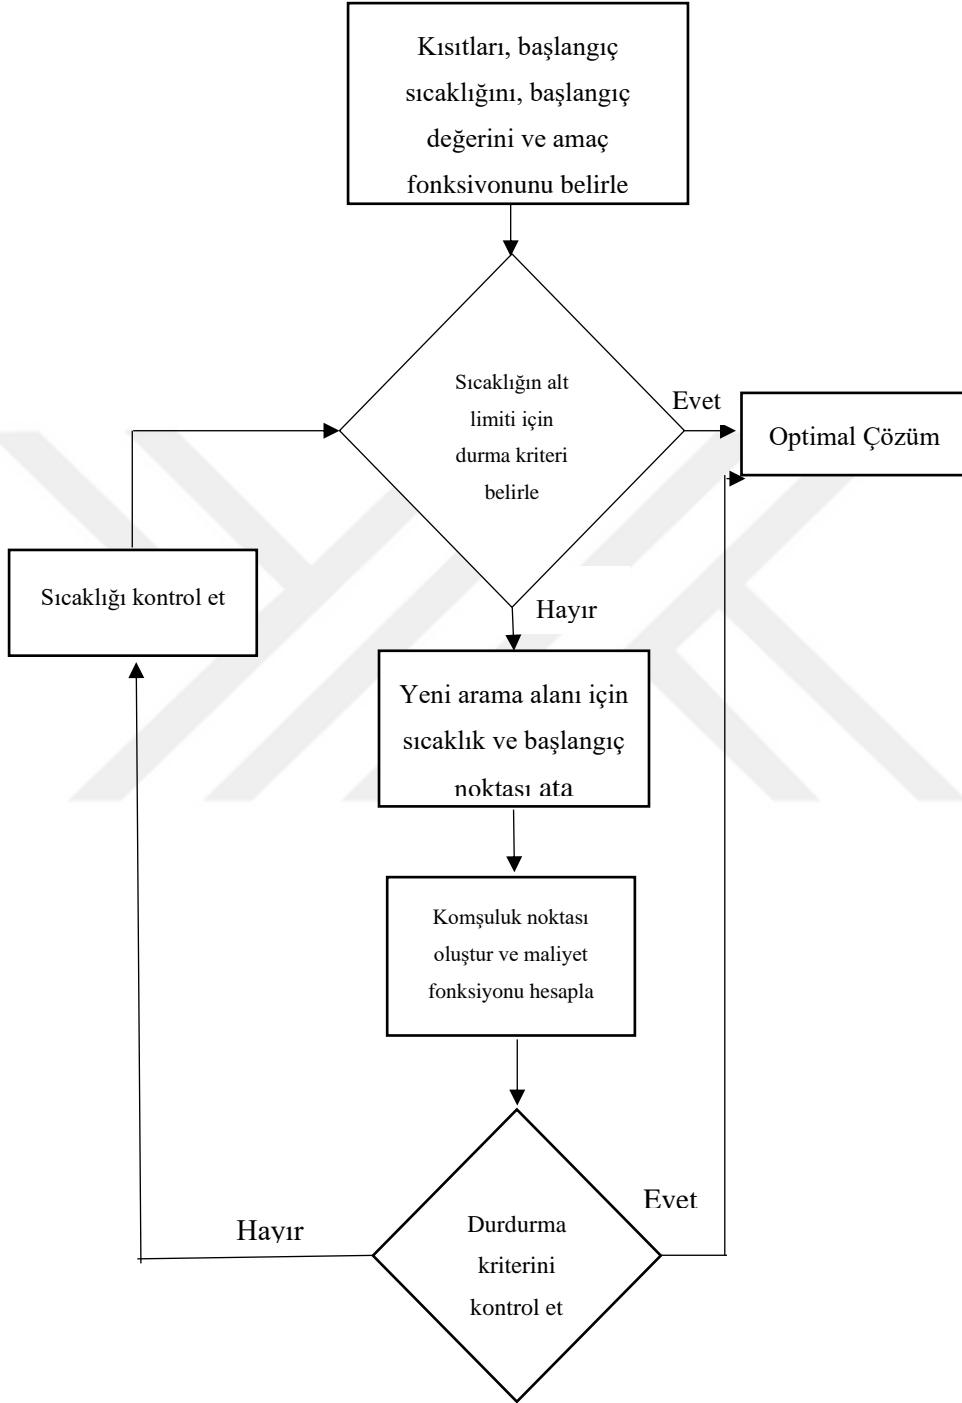 Kısıtları, başlangıç
sıcaklığını, başlangıç
değerini ve amaç
fonksiyonunu belirle
Sıcaklığın alt
limiti için
durma kriteri
belirle
Evet
Optimal Çözüm
Sıcaklığı kontrol et
Hayır
Yeni arama alanı için
sıcaklık ve başlangıç
noktası ata
Komşuluk noktası
oluştur ve maliyet
fonksiyonu hesapla
Evet
Hayır
Durdurma
kriterini
kontrol et